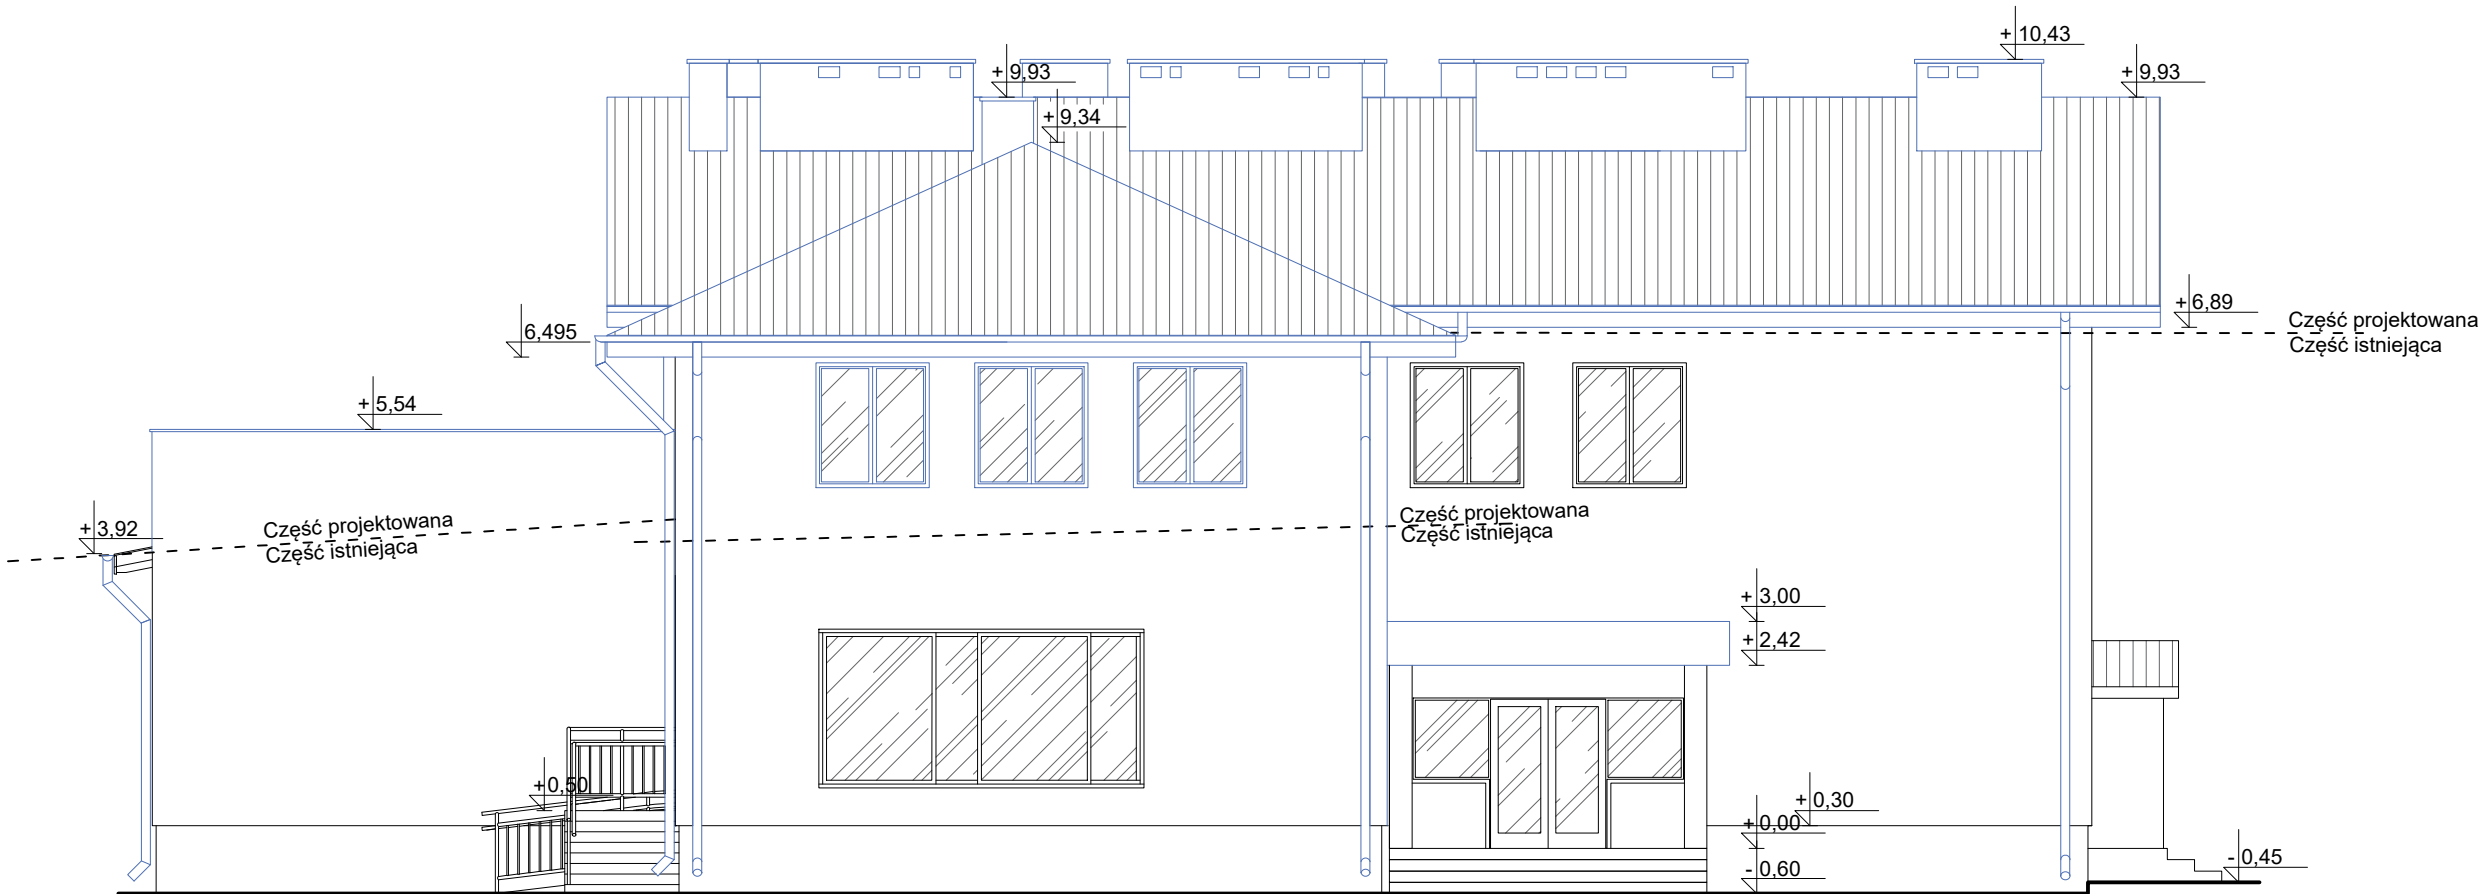 + 10,43
+ 9,93
+ 9,93
+ 9,34
+ 6,89
Część projektowana
Część istniejąca
6,495
+ 5,54
+ 3,92
Część projektowana
Część istniejąca
Część projektowana
Część istniejąca
+ 3,00
+ 2,42
+0,50
+ 0,30
+ 0,00
- 0,60
- 0,45